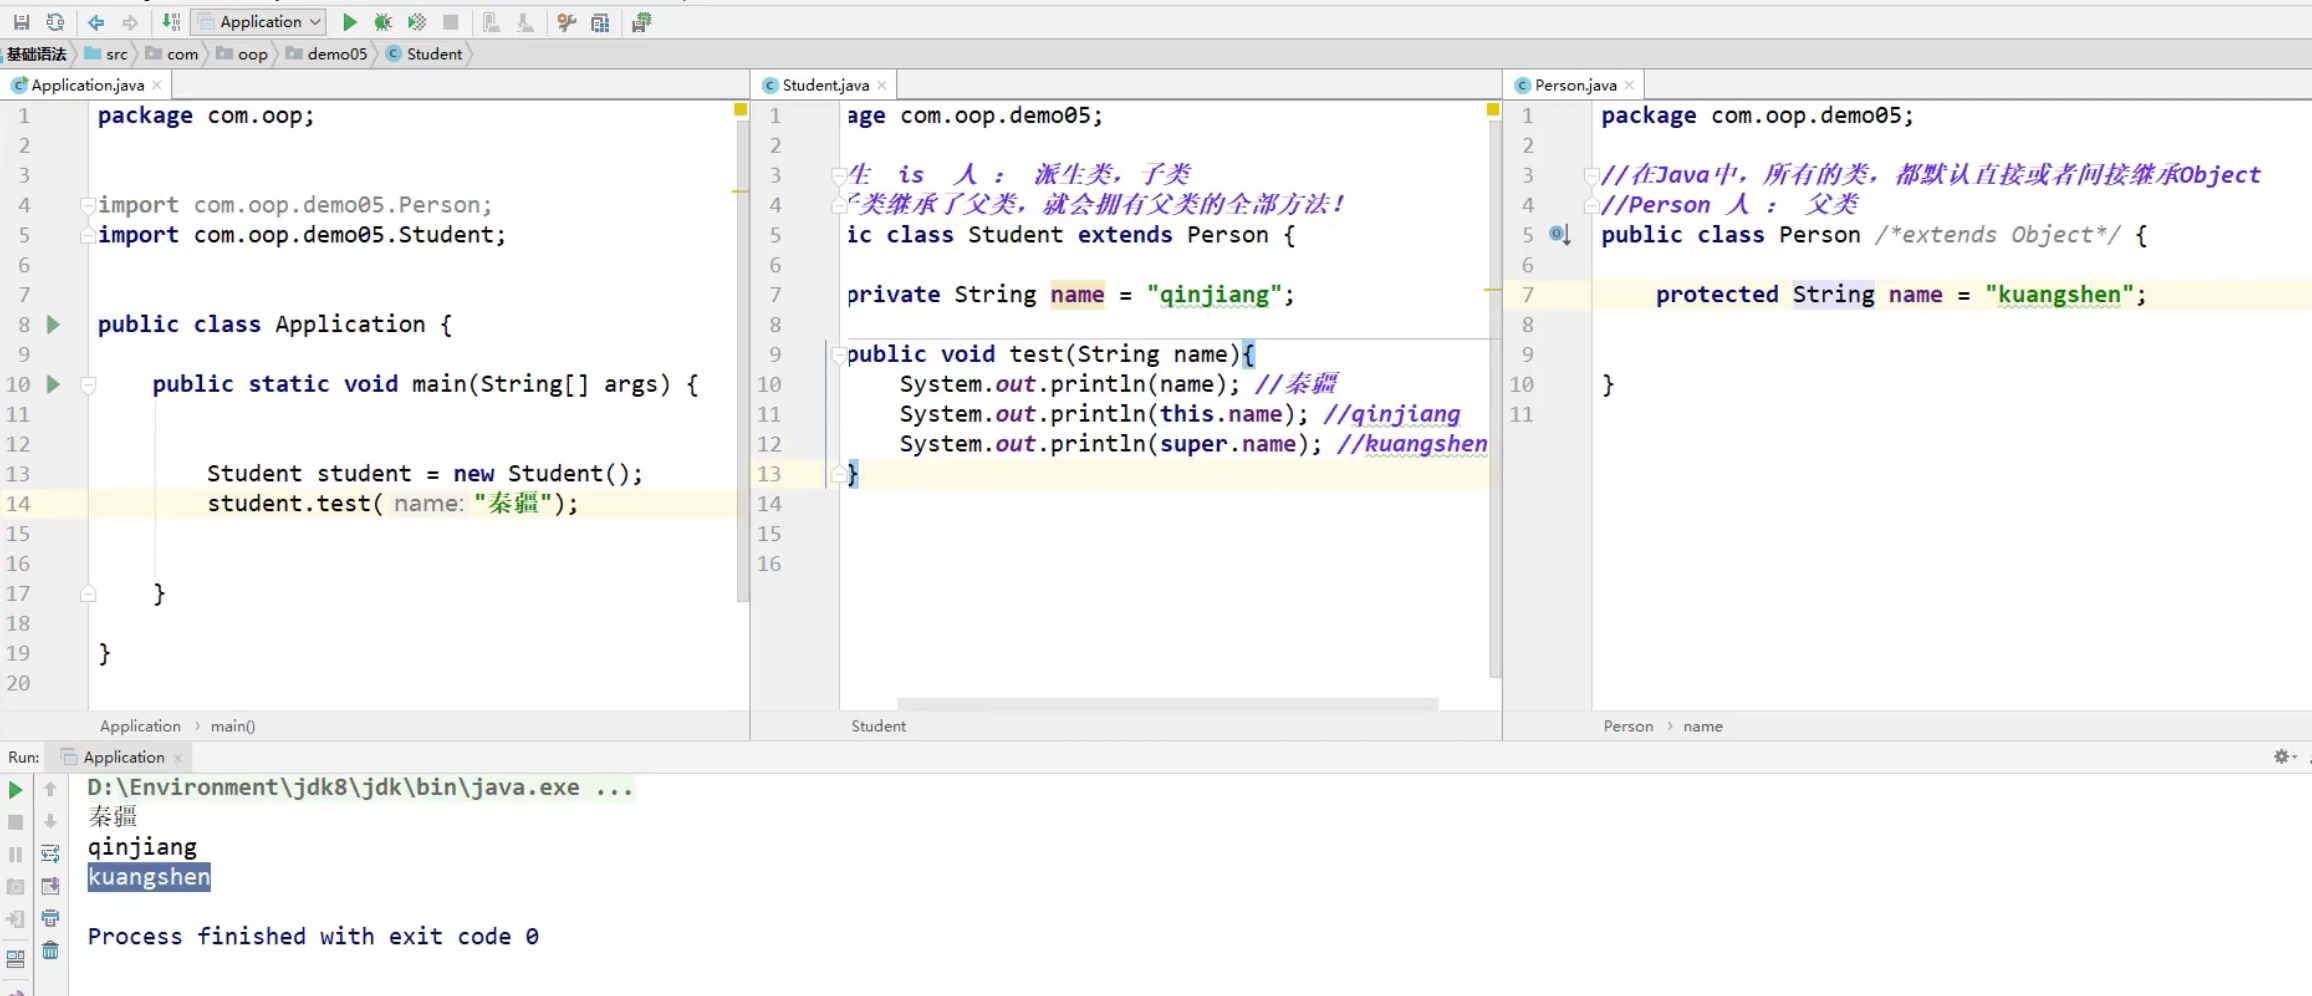 Application
基础语法 src com oop demo05 Student
Application.java
1 package com.oop;
2
3
4 import com.oop.demo05.Person;
5 import com.oop.demo05.Student;
6
7
8 public class Application {
9
10 public static void main(String[] args) {
11
12
13 Student student = new Student();
14 student.test( name: "秦疆");
15
16
17 }
18
19 }
20
Application › main()
Student.java
1 age com.oop.demo05;
2
3 生 is 人 : 派生类, 子类
4 类继承了父类, 就会拥有父类的全部方法!
5 ic class Student extends Person {
6
7 private String name = "qinjiang";
8
9 public void test(String name){
10 System.out.println(name); //秦疆
11 System.out.println(this.name); //qinjiang
12 System.out.println(super.name); //kuangshen
13 }
14
15
16
Student
Person.java
1 package com.oop.demo05;
2
3 //在Java中, 所有的类, 都默认直接或者间接继承Object
4 //Person 人 : 父类
5 public class Person /*extends Object*/ {
6
7 protected String name = "kuangshen";
8
9
10 }
11
Person › name
Run: Application
D:\Environment\jdk8\jdk\bin\java.exe ...
秦疆
qinjiang
kuangshen
Process finished with exit code 0